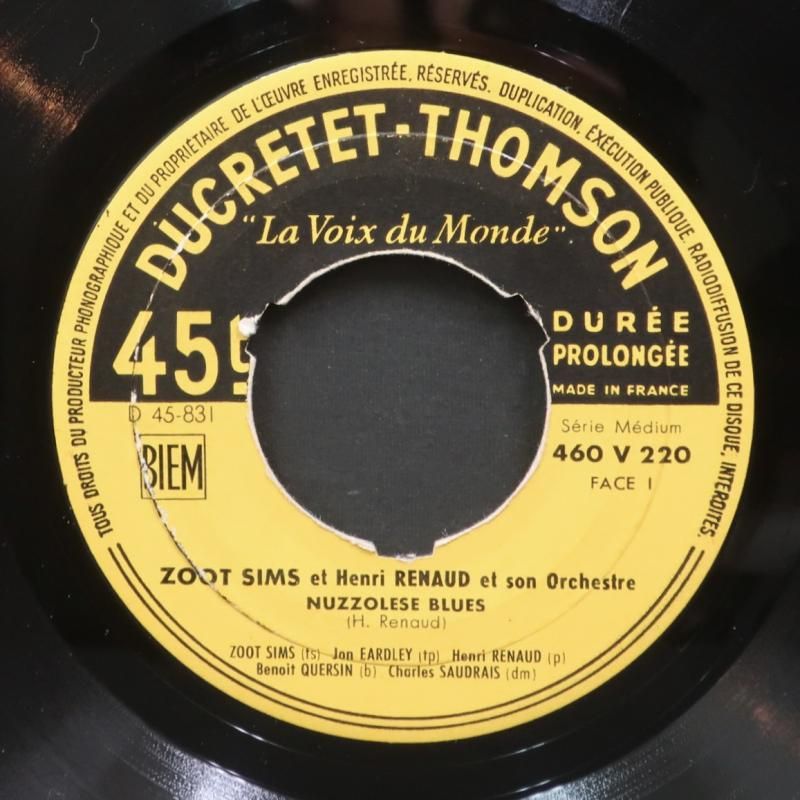 TOUS DROITS DU PRODUCTEUR PHONOGRAPHIQUE ET DU PROPRIÉTAIRE DE L'ŒUVRE ENREGISTRÉE, RÉSERVÉS. DUPLICATION, EXÉCUTION PUBLIQUE, RADIODIFFUSION DE CE DISQUE, INTERDITES.
DUCRETET-THOMSON
"La Voix du Monde"
45
DURÉE
PROLONGÉE
MADE IN FRANCE
D 45-831
BIEM
Série Médium
460 V 220
FACE I
ZOOT SIMS et Henri RENAUD et son Orchestre
NUZZOLESE BLUES
(H. Renaud)
ZOOT SIMS (ts) Jon EARDLEY (tp) Henri RENAUD (p)
Benoit QUERSIN (b) Charles SAUDRAIS (dm)